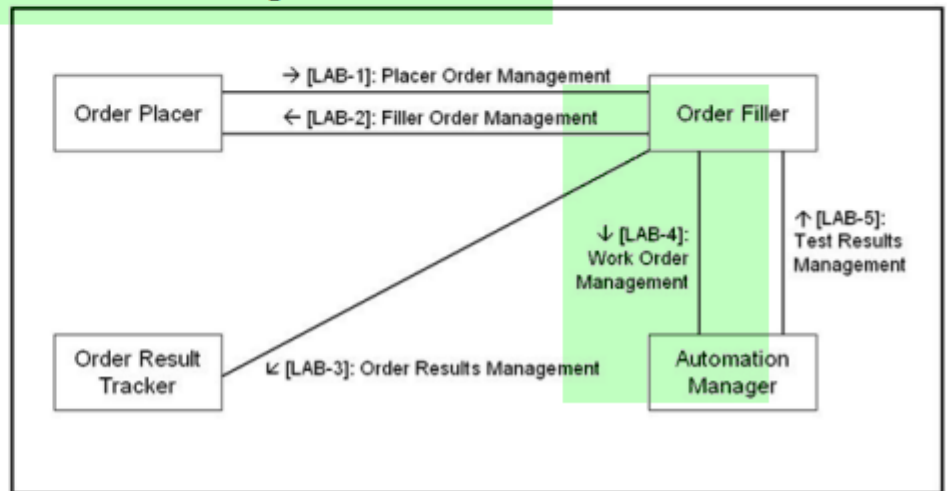 → [LAB-1]: Placer Order Management
Order Placer
← [LAB-2]: Filler Order Management
Order Filler
↓ [LAB-4]:
Work Order
Management
↑ [LAB-5]:
Test Results
Management
Order Result
Tracker
↙ [LAB-3]: Order Results Management
Automation
Manager